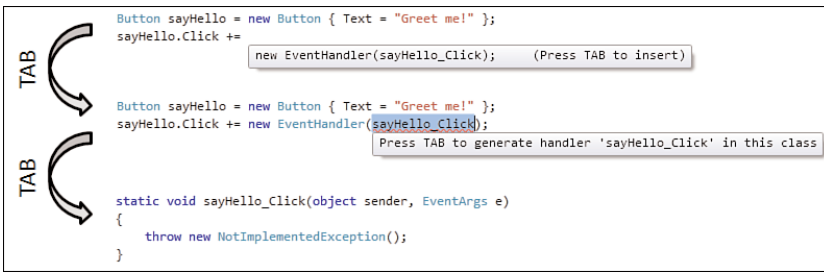 Button sayHello = new Button { Text = "Greet me!" };
sayHello.Click +=
new EventHandler(sayHello_Click); (Press TAB to insert)
TAB
Button sayHello = new Button { Text = "Greet me!" };
sayHello.Click += new EventHandler(sayHello_Click);
Press TAB to generate handler 'sayHello_Click' in this class
TAB
static void sayHello_Click(object sender, EventArgs e)
{
    throw new NotImplementedException();
}